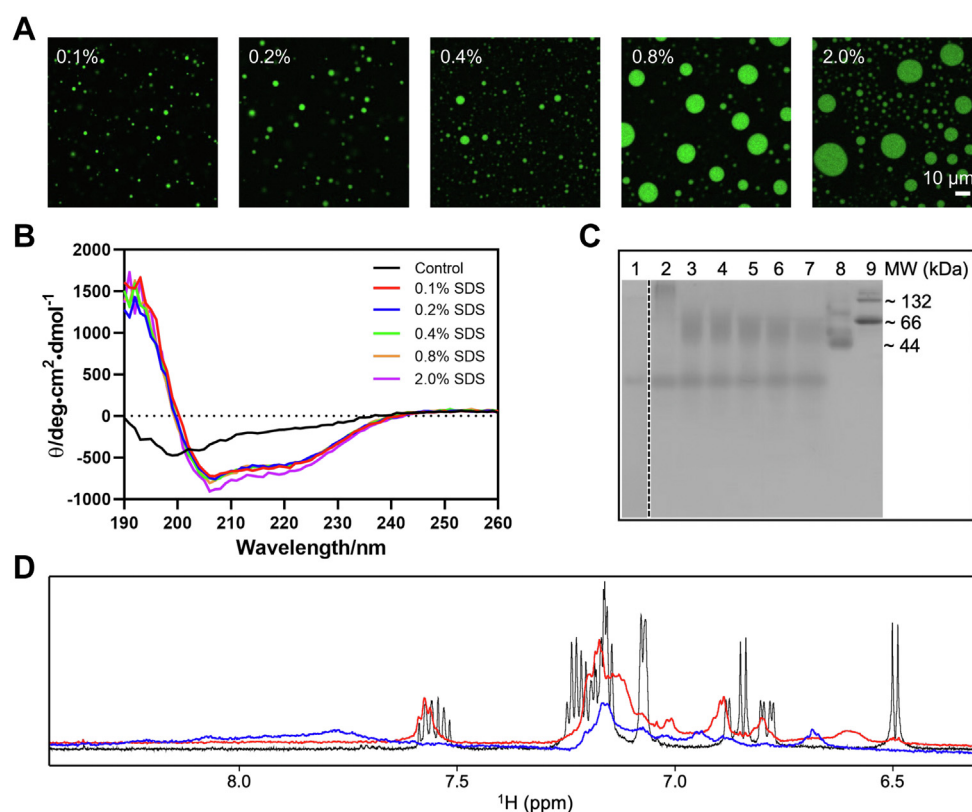 A
0.1%
0.2%
0.4%
0.8%
2.0%
10 μm
B
2000
1500
1000
500
0
-500
-1000
θ/deg.cm².dmol⁻¹
190 200 210 220 230 240 250 260
Wavelength/nm
Control
0.1% SDS
0.2% SDS
0.4% SDS
0.8% SDS
2.0% SDS
C
1 2 3 4 5 6 7 8 9 MW (kDa)
~ 132
~ 66
~ 44
D
8.0 7.5 7.0 6.5
¹H (ppm)